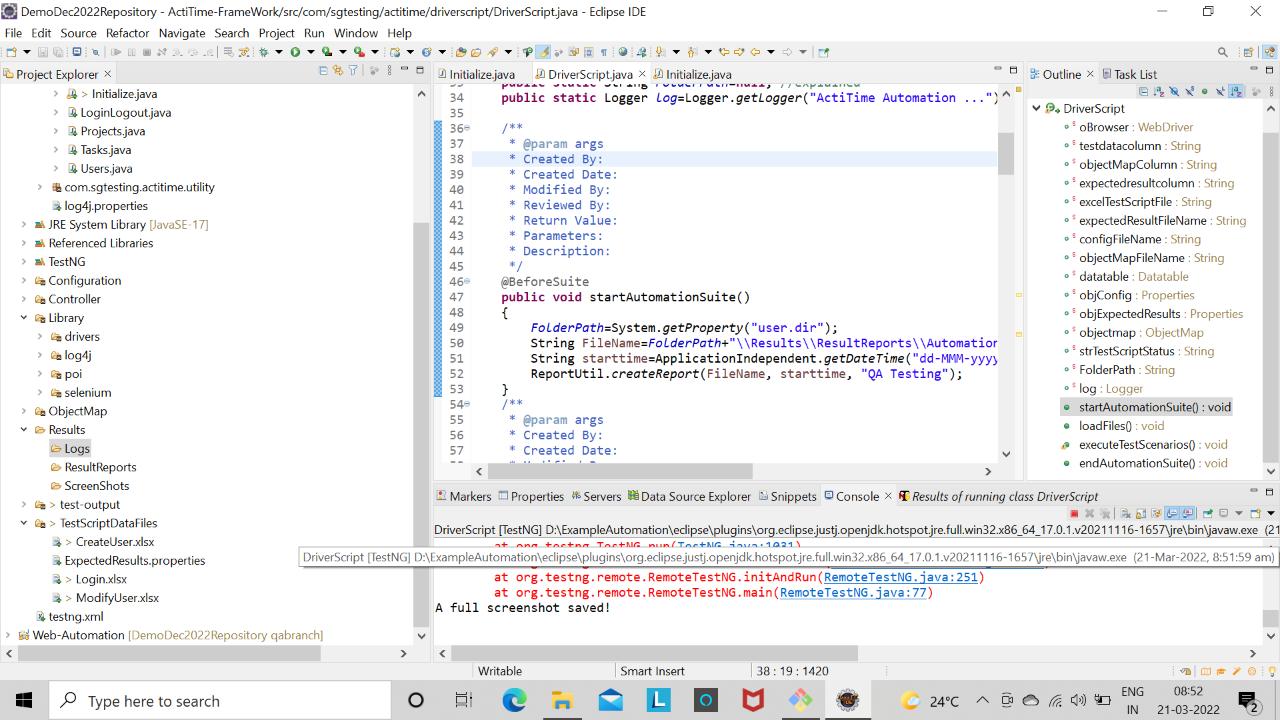 DemoDec2022Repository - ActiTime-FrameWork/src/com/sgtesting/actitime/driverscript/DriverScript.java - Eclipse IDE
File Edit Source Refactor Navigate Search Project Run Window Help
Project Explorer
> Initialize.java
LoginLogout.java
Projects.java
Tasks.java
Users.java
com.sgtesting.actitime.utility
log4j.properties
JRE System Library [JavaSE-17]
Referenced Libraries
TestNG
Configuration
Controller
Library
drivers
log4j
poi
selenium
ObjectMap
Results
Logs
ResultReports
ScreenShots
> test-output
> TestScriptDataFiles
> CreateUser.xlsx
ExpectedResults.properties
> Login.xlsx
> ModifyUser.xlsx
testng.xml
Web-Automation [DemoDec2022Repository qabranch]
Initialize.java DriverScript.java Initialize.java
33 public static String FolderPath=null; //explained
34 public static Logger log=Logger.getLogger("ActiTime Automation ...")
35
36 /**
37 * @param args
38 * Created By:
39 * Created Date:
40 * Modified By:
41 * Reviewed By:
42 * Return Value:
43 * Parameters:
44 * Description:
45 */
46 @BeforeSuite
47 public void startAutomationSuite()
48 {
49 FolderPath=System.getProperty("user.dir");
50 String FileName=FolderPath+"\\Results\\ResultReports\\Automation
51 String starttime=ApplicationIndependent.getDateTime("dd-MMM-yyyy
52 ReportUtil.createReport(FileName, starttime, "QA Testing");
53 }
54 /**
55 * @param args
56 * Created By:
57 * Created Date:
Outline Task List
DriverScript
oBrowser : WebDriver
testdatacolumn : String
objectMapColumn : String
expectedresultcolumn : String
excelTestScriptFile : String
expectedResultFileName : String
configFileName : String
objectMapFileName : String
datatable : Datatable
objConfig : Properties
objExpectedResults : Properties
objectmap : ObjectMap
strTestScriptStatus : String
FolderPath : String
log : Logger
startAutomationSuite() : void
loadFiles() : void
executeTestScenarios() : void
endAutomationSuite() : void
Markers Properties Servers Data Source Explorer Snippets Console Results of running class DriverScript
DriverScript [TestNG] D:\ExampleAutomation\eclipse\plugins\org.eclipse.justj.openjdk.hotspot.jre.full.win32.x86_64_17.0.1.v20211116-1657\jre\bin\javaw.exe (21
at org.testng.TestNG.run(TestNG.java:1031)
DriverScript [TestNG] D:\ExampleAutomation\eclipse\plugins\org.eclipse.justj.openjdk.hotspot.jre.full.win32.x86_64_17.0.1.v20211116-1657\jre\bin\javaw.exe (21-Mar-2022, 8:51:59 am)
at org.testng.remote.RemoteTestNG.initAndRun(RemoteTestNG.java:251)
at org.testng.remote.RemoteTestNG.main(RemoteTestNG.java:77)
A full screenshot saved!
Writable Smart Insert 38 : 19 : 1420
Type here to search
24°C
ENG
IN
08:52
21-03-2022
2